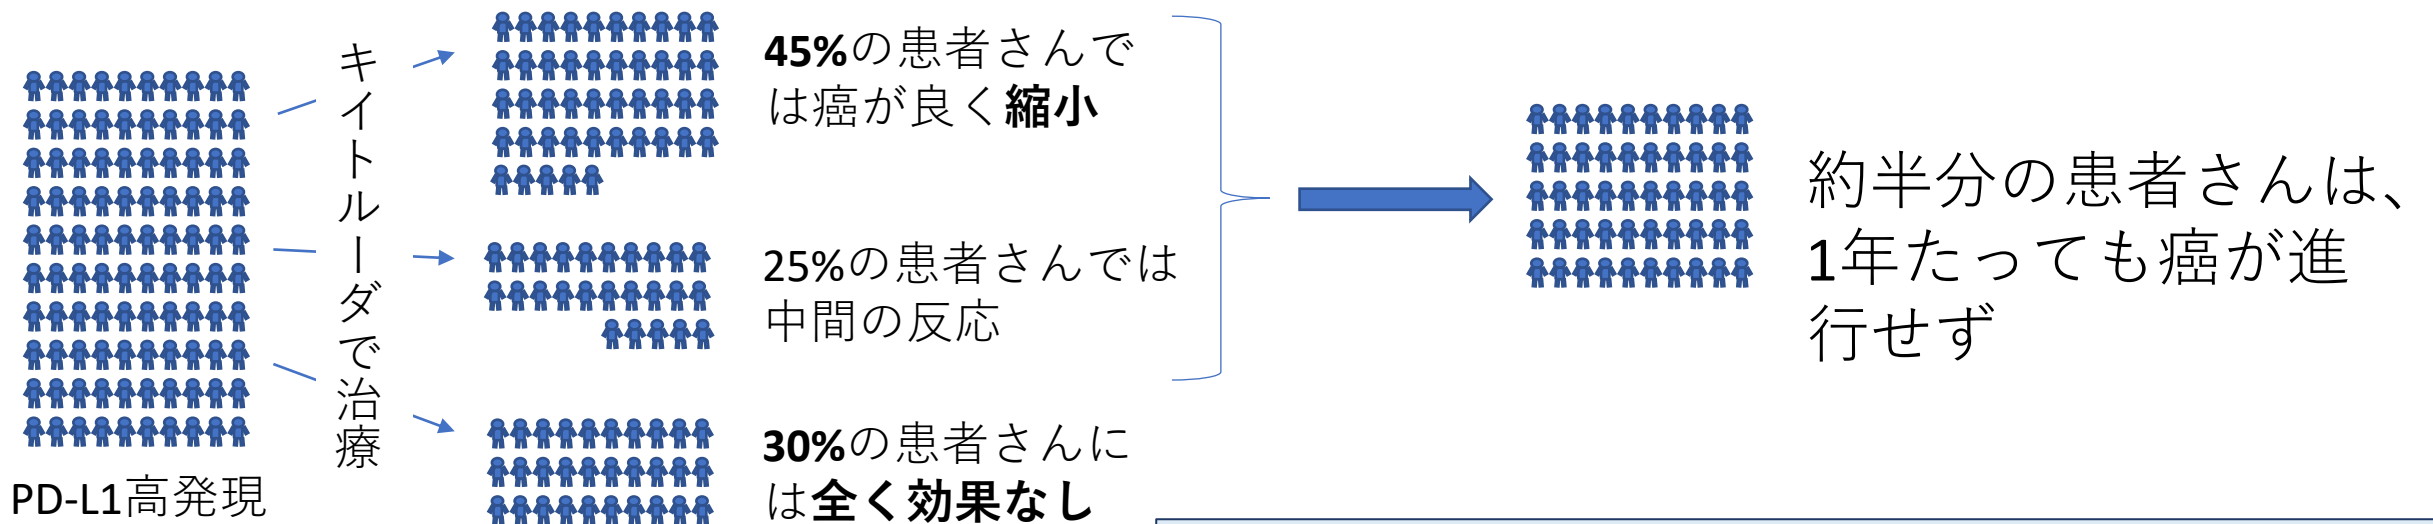 PD-L1高発現
キイトルーダで治療
45%の患者さんで
は癌が良く縮小
25%の患者さんでは
中間の反応
30%の患者さんに
は全く効果なし
約半分の患者さんは、
1年たっても癌が進
行せず